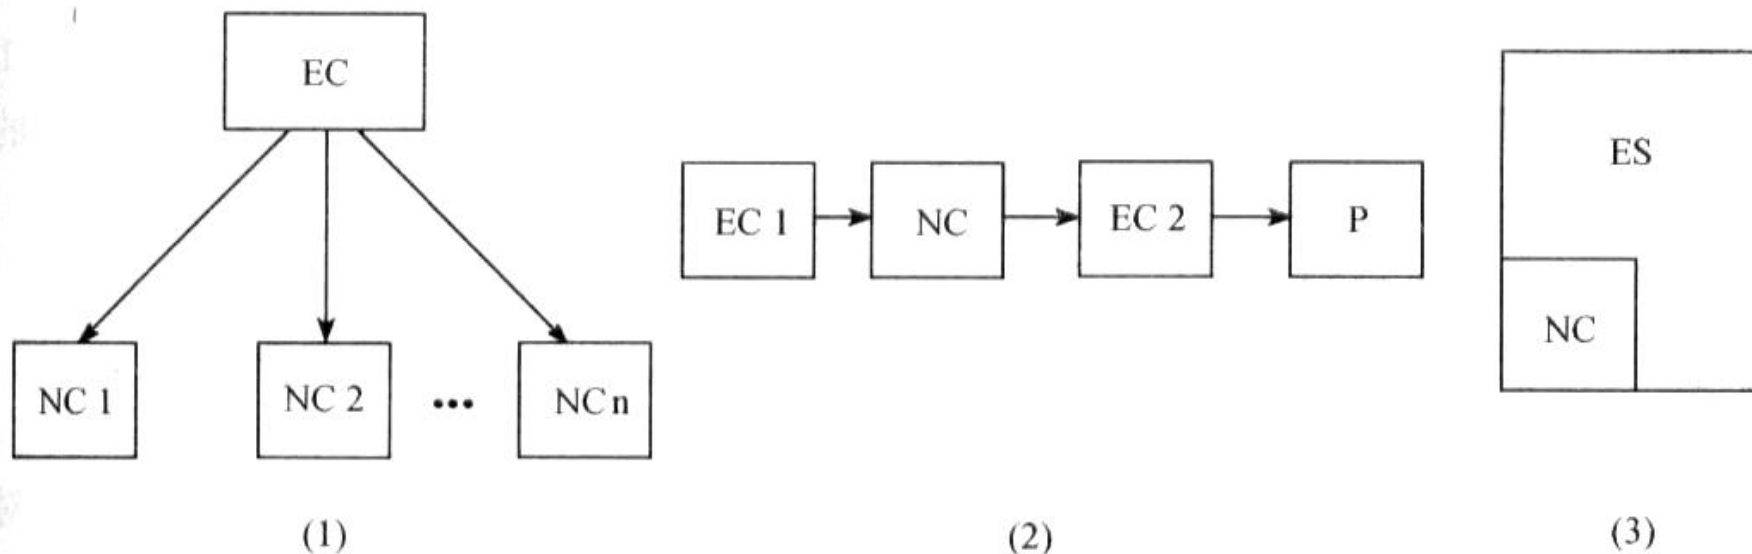 EC
NC 1
NC 2
•••
NC n
(1)
EC 1
NC
EC 2
P
(2)
ES
NC
(3)